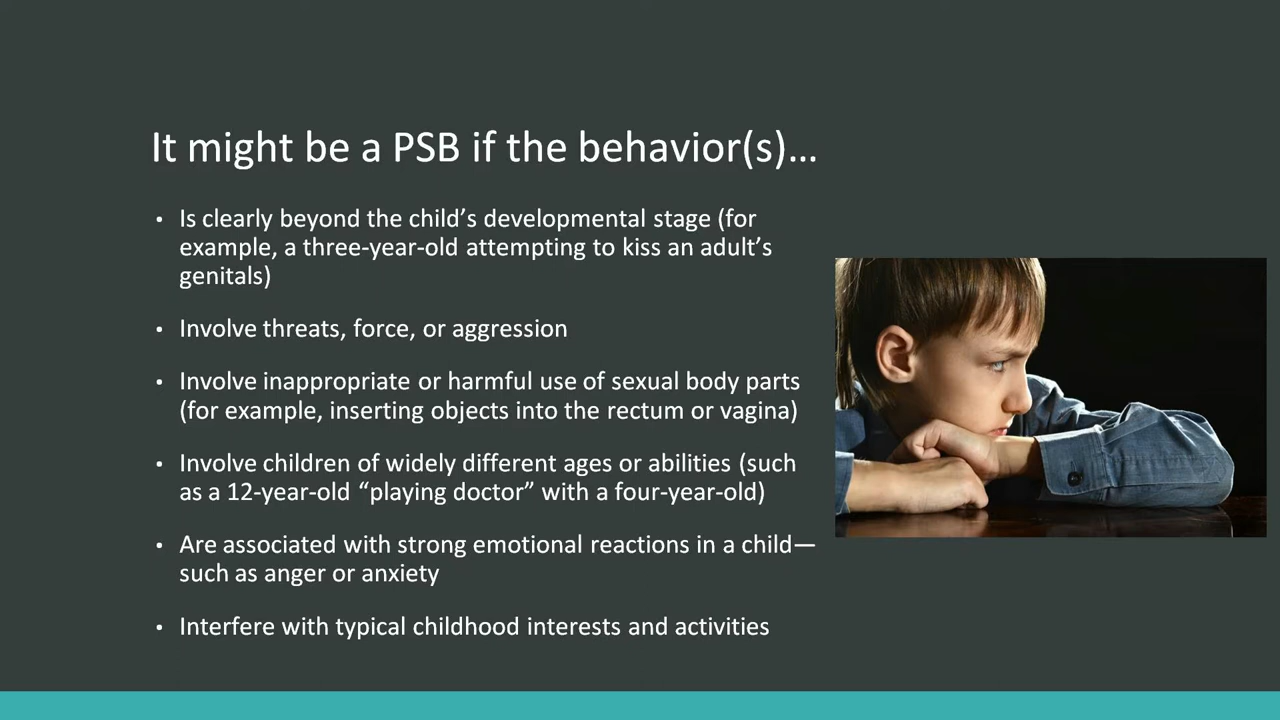 It might be a PSB if the behavior(s)…
• Is clearly beyond the child’s developmental stage (for
example, a three-year-old attempting to kiss an adult’s
genitals)
• Involve threats, force, or aggression
• Involve inappropriate or harmful use of sexual body parts
(for example, inserting objects into the rectum or vagina)
• Involve children of widely different ages or abilities (such
as a 12-year-old “playing doctor” with a four-year-old)
• Are associated with strong emotional reactions in a child—
such as anger or anxiety
• Interfere with typical childhood interests and activities